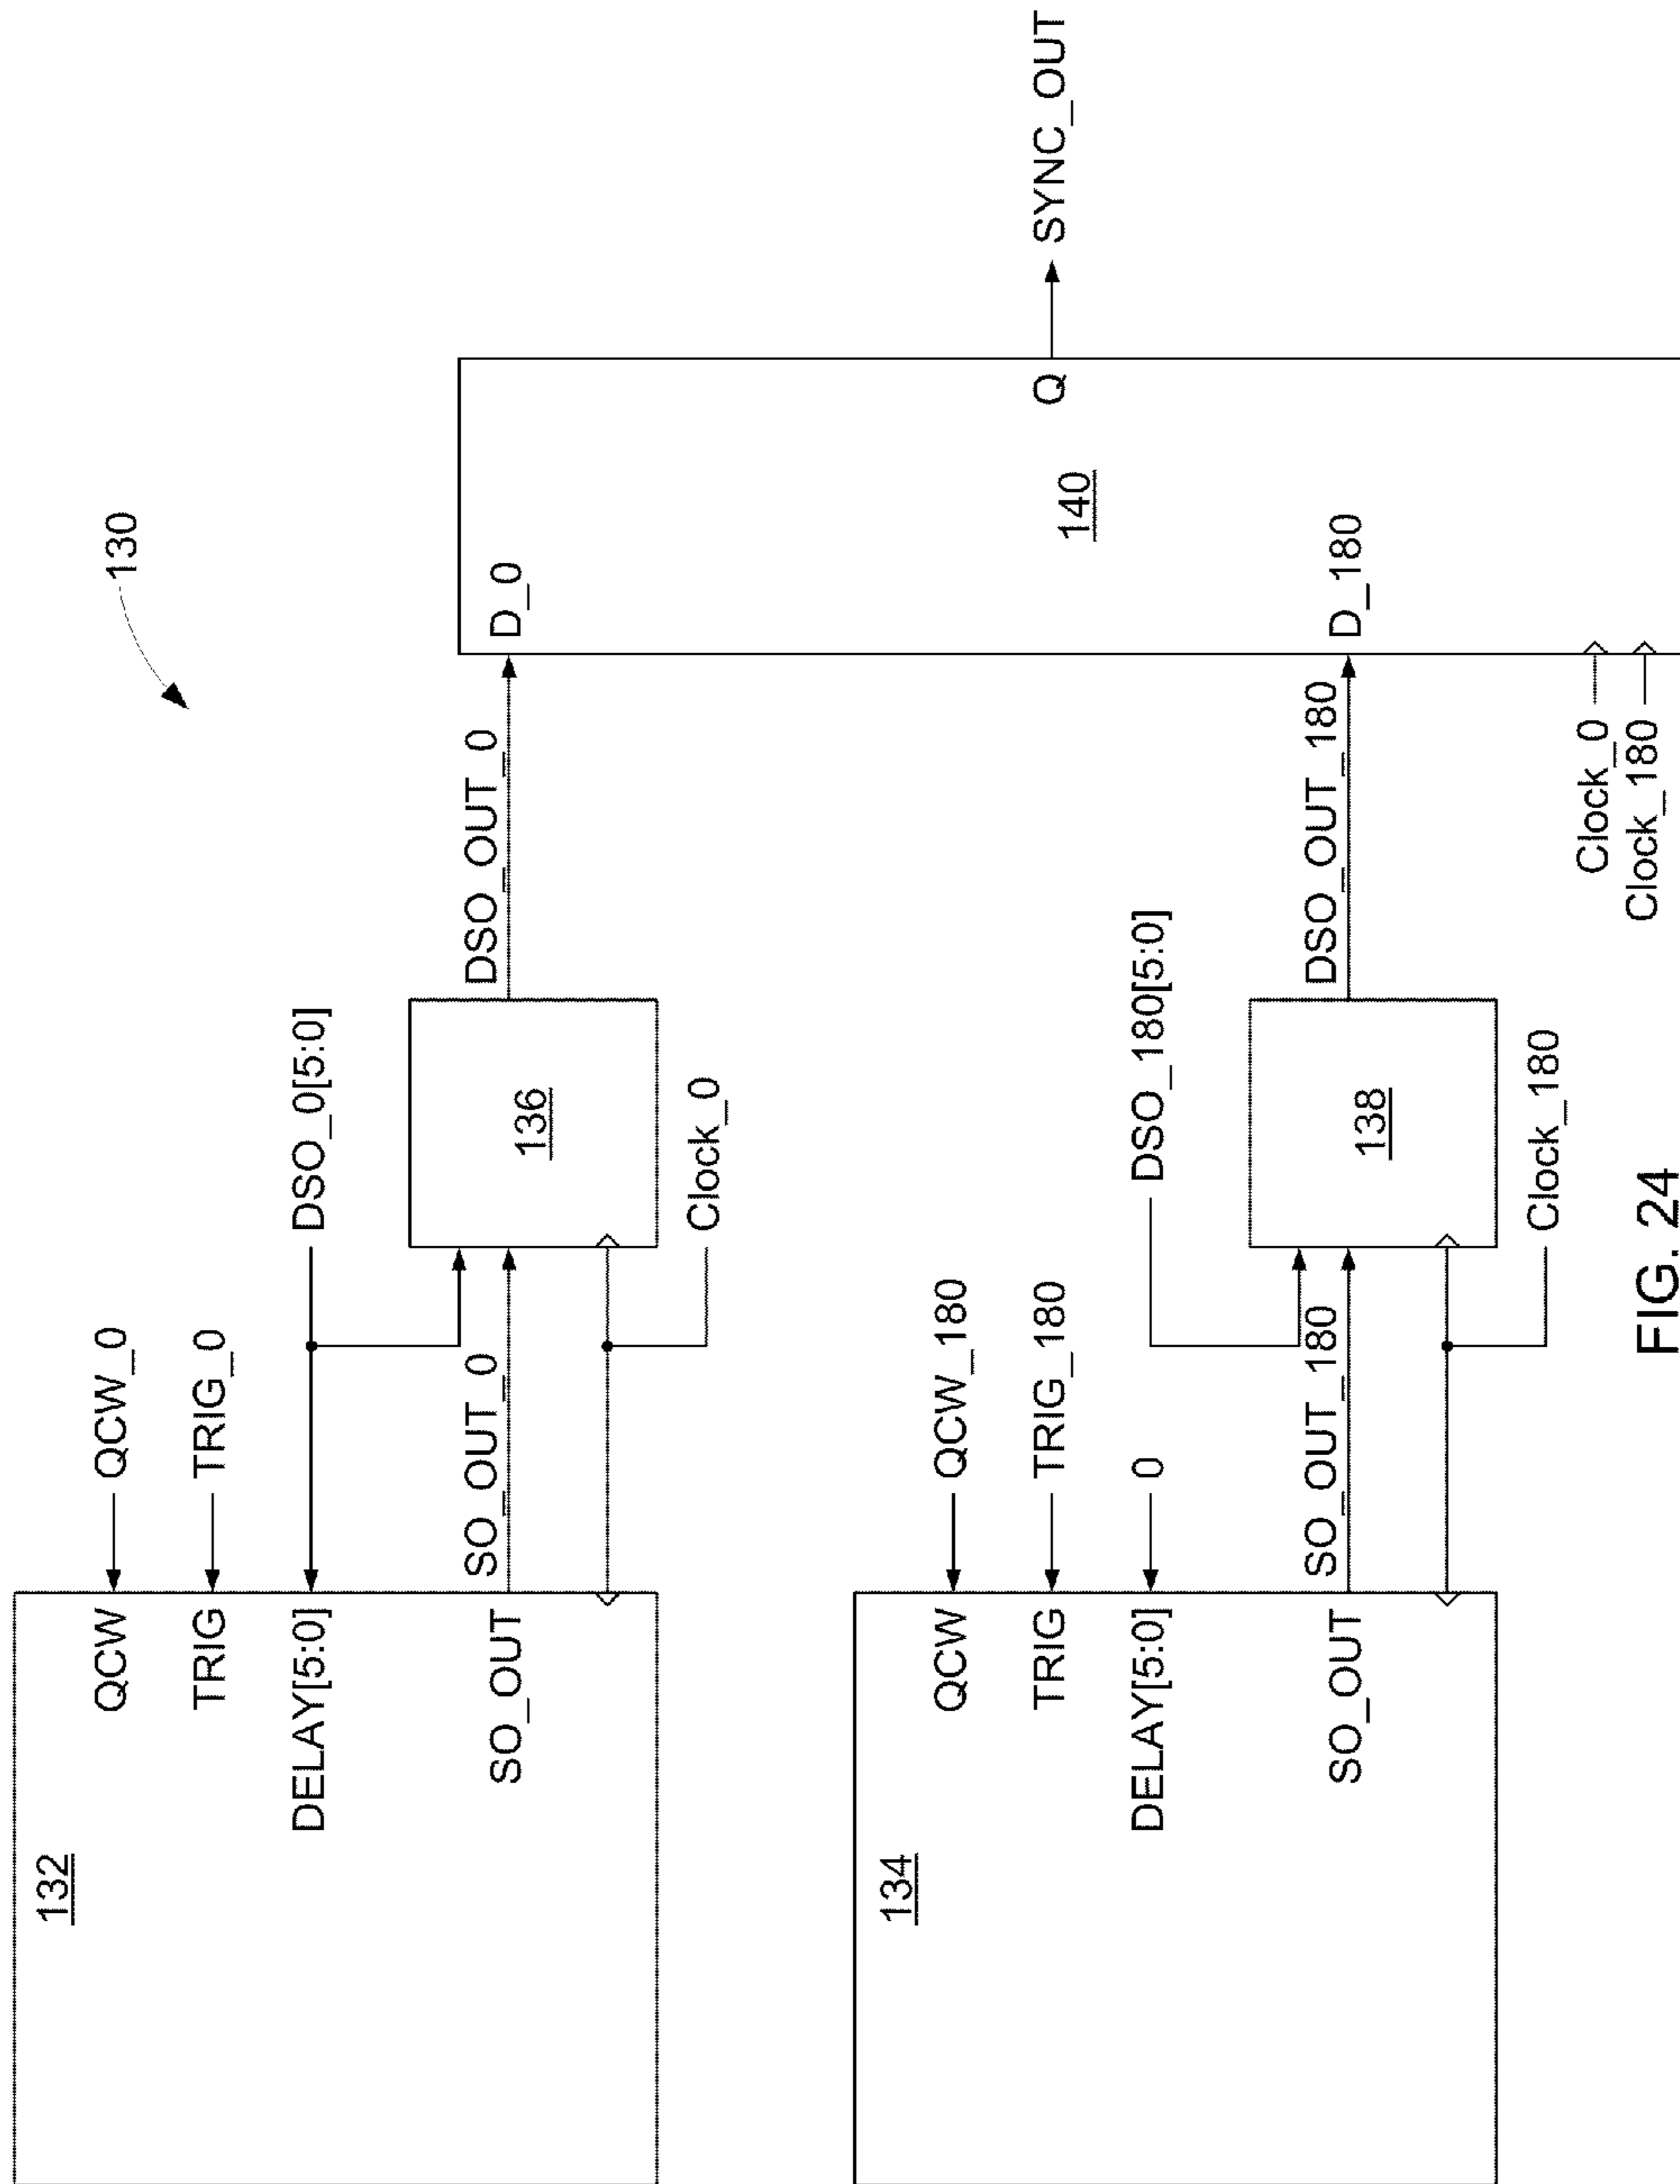 130
132
QCW
QCW_0
TRIG
TRIG_0
DELAY[5:0]
DSO_0[5:0]
SO_OUT
SO_OUT_0
136
Clock_0
DSO_OUT_0
D_0
134
QCW
QCW_180
TRIG
TRIG_180
DELAY[5:0]
0
DSO_180[5:0]
SO_OUT
SO_OUT_180
138
Clock_180
DSO_OUT_180
D_180
140
Q
SYNC_OUT
Clock_0
Clock_180
FIG. 24